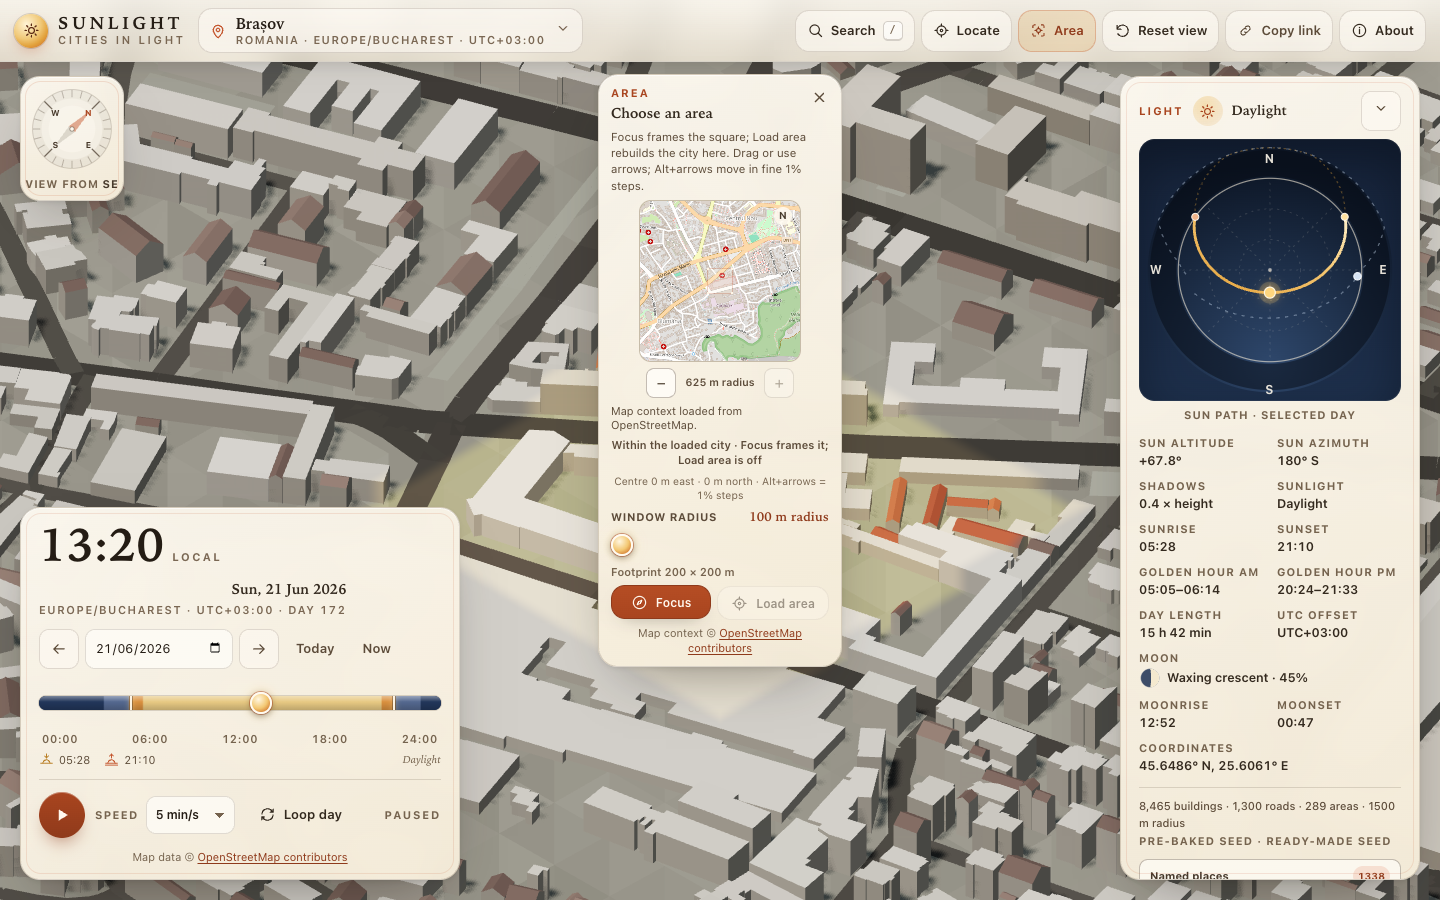 SUNLIGHT
CITIES IN LIGHT
Brașov
ROMANIA · EUROPE/BUCHAREST · UTC+03:00
Search /
Locate
Area
Reset view
Copy link
About
N
W
S
E
VIEW FROM SE
AREA
Choose an area
Focus frames the square; Load area
rebuilds the city here. Drag or use
arrows; Alt+arrows move in fine 1%
steps.
N
− 625 m radius +
Map context loaded from
OpenStreetMap.
Within the loaded city · Focus frames it;
Load area is off
Centre 0 m east · 0 m north · Alt+arrows =
1% steps
WINDOW RADIUS 100 m radius
Footprint 200 × 200 m
Focus
Load area
Map context © OpenStreetMap
contributors
13:20 LOCAL
Sun, 21 Jun 2026
EUROPE/BUCHAREST · UTC+03:00 · DAY 172
21/06/2026
Today
Now
00:00 06:00 12:00 18:00 24:00
05:28 21:10 Daylight
SPEED 5 min/s Loop day PAUSED
Map data © OpenStreetMap contributors
LIGHT Daylight
N
W E
S
SUN PATH · SELECTED DAY
SUN ALTITUDE SUN AZIMUTH
+67.8° 180° S
SHADOWS SUNLIGHT
0.4 × height Daylight
SUNRISE SUNSET
05:28 21:10
GOLDEN HOUR AM GOLDEN HOUR PM
05:05–06:14 20:24–21:33
DAY LENGTH UTC OFFSET
15 h 42 min UTC+03:00
MOON
Waxing crescent · 45%
MOONRISE MOONSET
12:52 00:47
COORDINATES
45.6486° N, 25.6061° E
8,465 buildings · 1,300 roads · 289 areas · 1500
m radius
PRE-BAKED SEED · READY-MADE SEED
Named places 1338